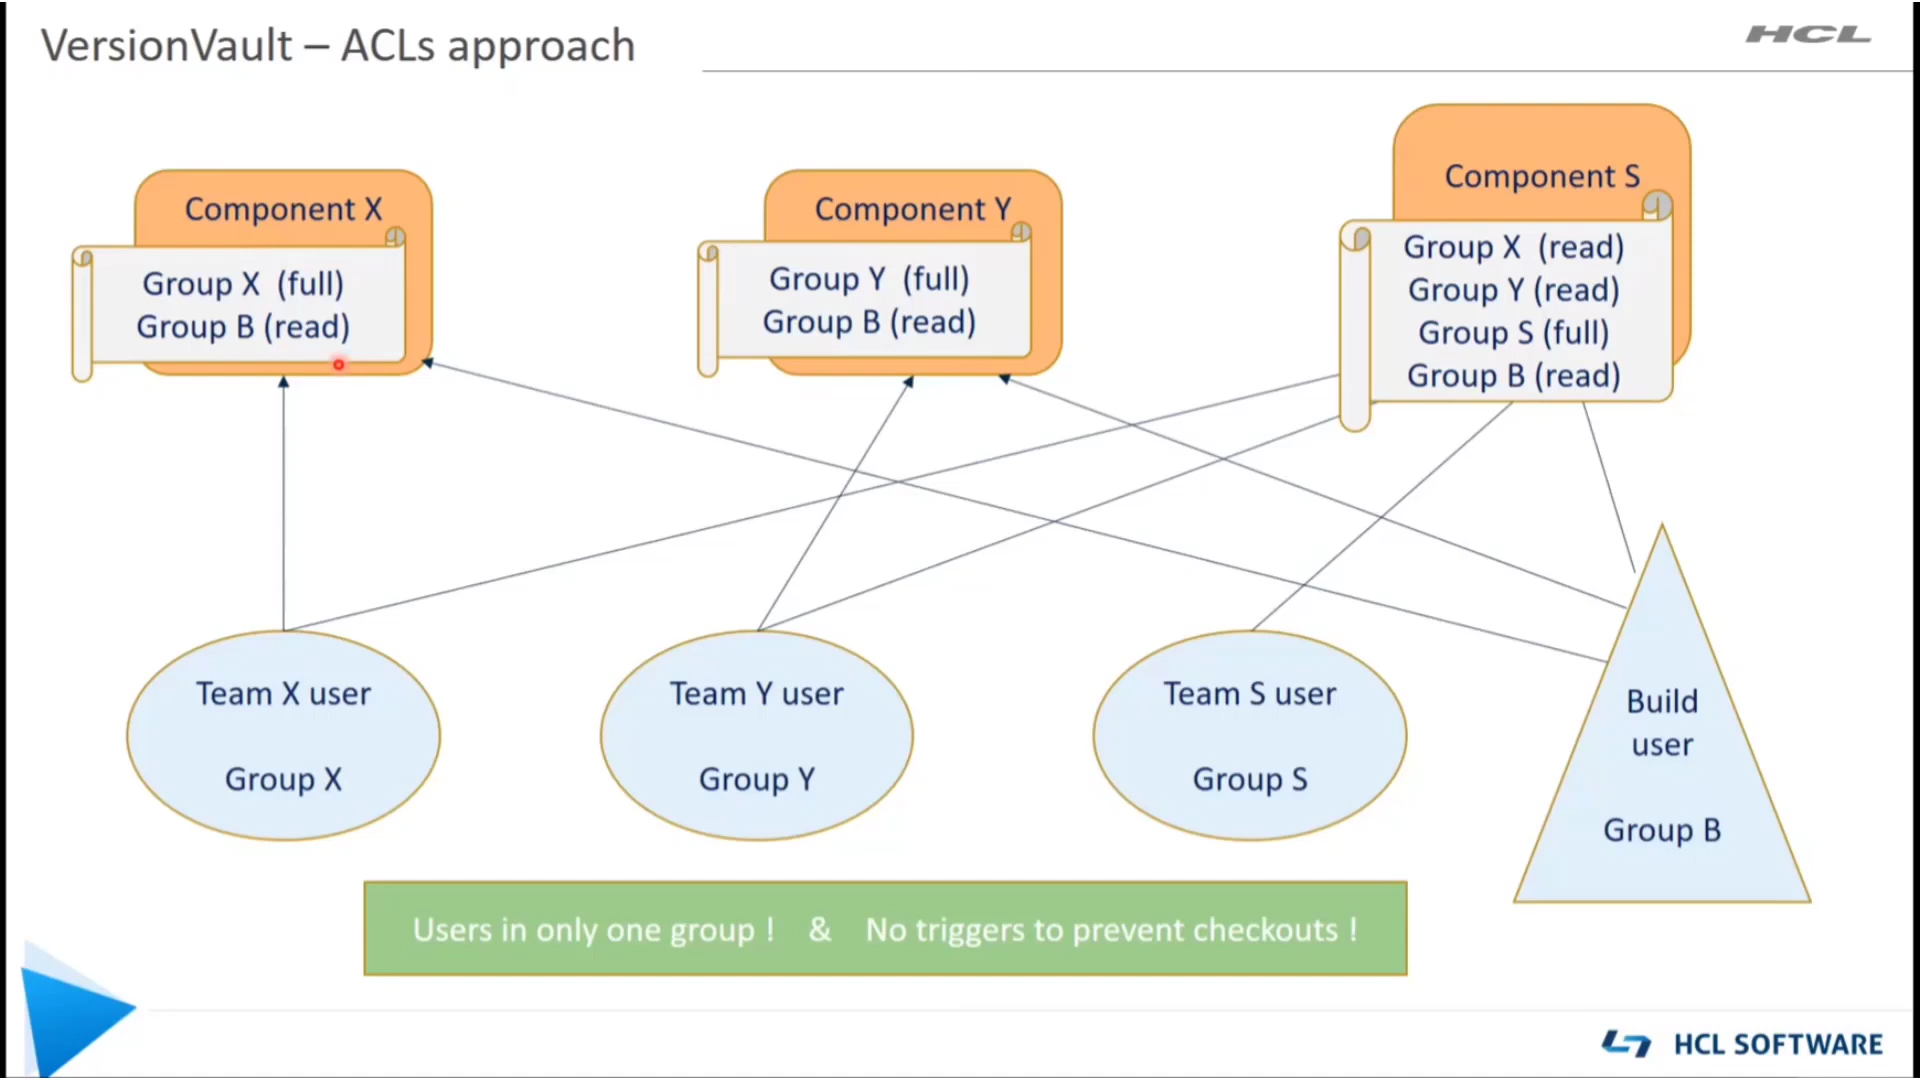 VersionVault – ACLs approach
HCL
Component X
Group X (full)
Group B (read)
Component Y
Group Y (full)
Group B (read)
Component S
Group X (read)
Group Y (read)
Group S (full)
Group B (read)
Team X user
Group X
Team Y user
Group Y
Team S user
Group S
Build
user
Group B
Users in only one group ! & No triggers to prevent checkouts !
HCL SOFTWARE